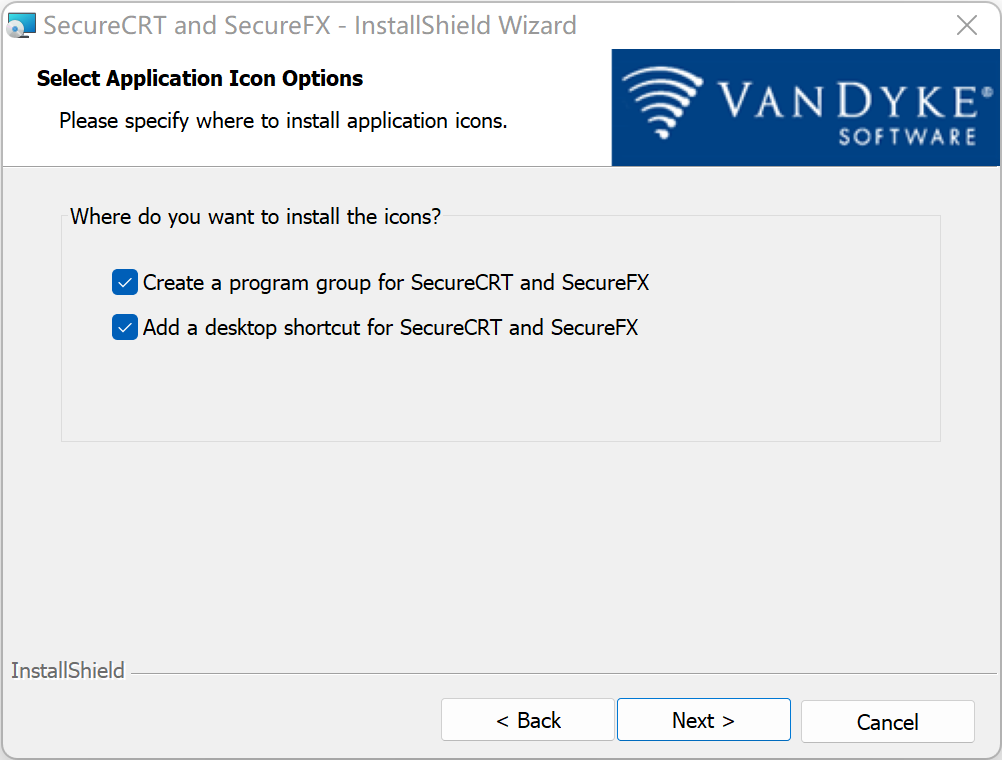 SecureCRT and SecureFX - InstallShield Wizard
Select Application Icon Options
Please specify where to install application icons.
VANDYKE®
SOFTWARE
Where do you want to install the icons?
Create a program group for SecureCRT and SecureFX
Add a desktop shortcut for SecureCRT and SecureFX
InstallShield
< Back
Next >
Cancel